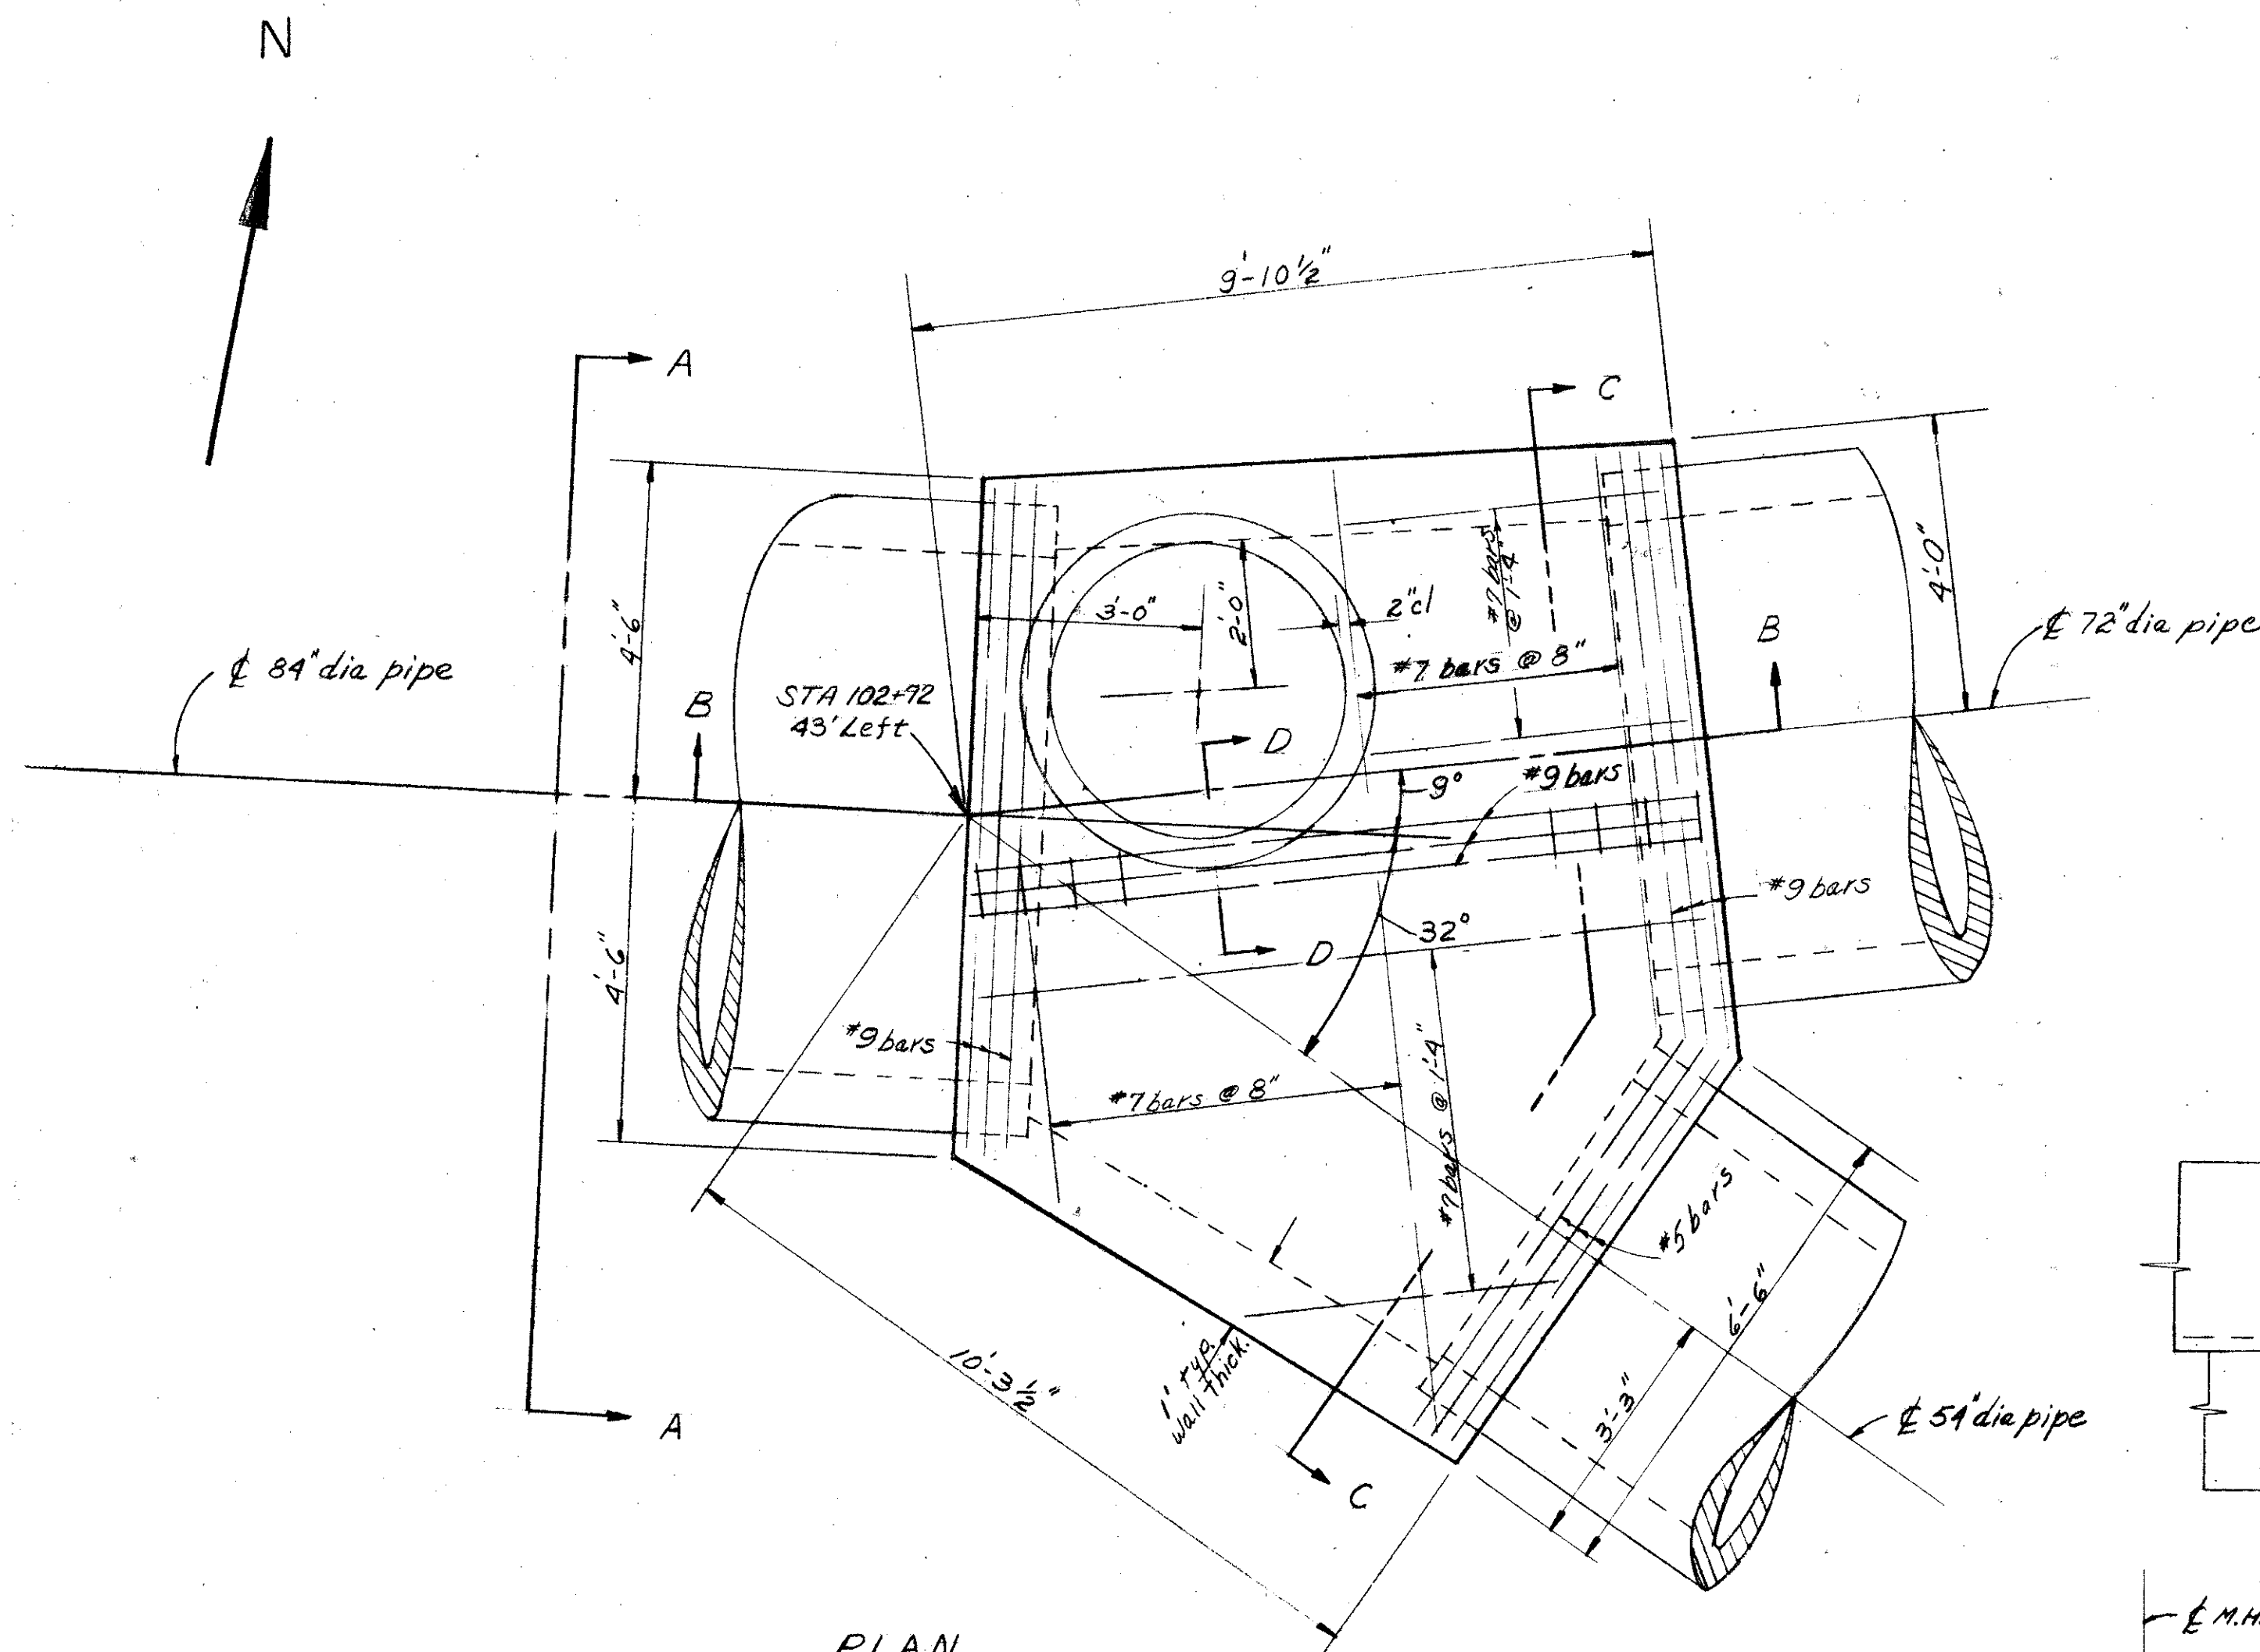 N
9'-10½"
A
C
4'-6"
4'-0"
3'-0"
2'-0"
2"cl
#7 bars
@ 1'-4"
#7 bars @ 8"
B
℄ 72" dia pipe
℄ 84" dia pipe
B
STA 102+92
43' Left
D
9°
#9 bars
#9 bars
32°
D
4'-6"
#9 bars
#7 bars @ 8"
#7 bars @ 1'-4"
#5 bars
6'-6"
3'-3"
1' typ.
wall thick.
10'-3½"
℄ 54" dia pipe
A
C
℄ M.H.
PLAN